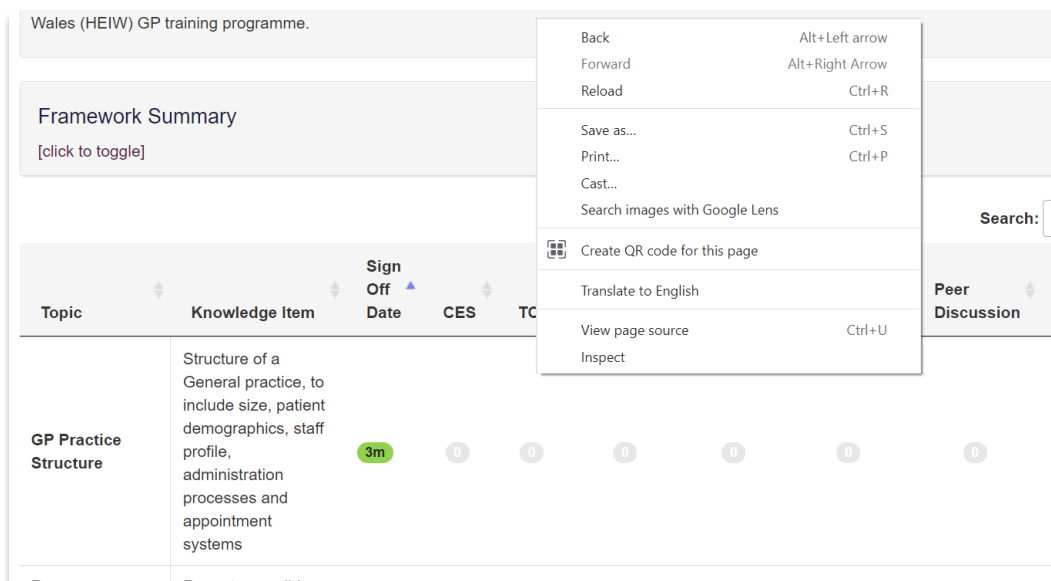 Wales (HEIW) GP training programme.
Framework Summary
[click to toggle]
Back Alt+Left arrow
Forward Alt+Right Arrow
Reload Ctrl+R
Save as... Ctrl+S
Print... Ctrl+P
Cast...
Search images with Google Lens
Create QR code for this page
Translate to English
View page source Ctrl+U
Inspect
Search:
Topic
Knowledge Item
Sign
Off
Date
CES
Peer
Discussion
GP Practice
Structure
Structure of a
General practice, to
include size, patient
demographics, staff
profile,
administration
processes and
appointment
systems
3m 0 0 0 0 0 0